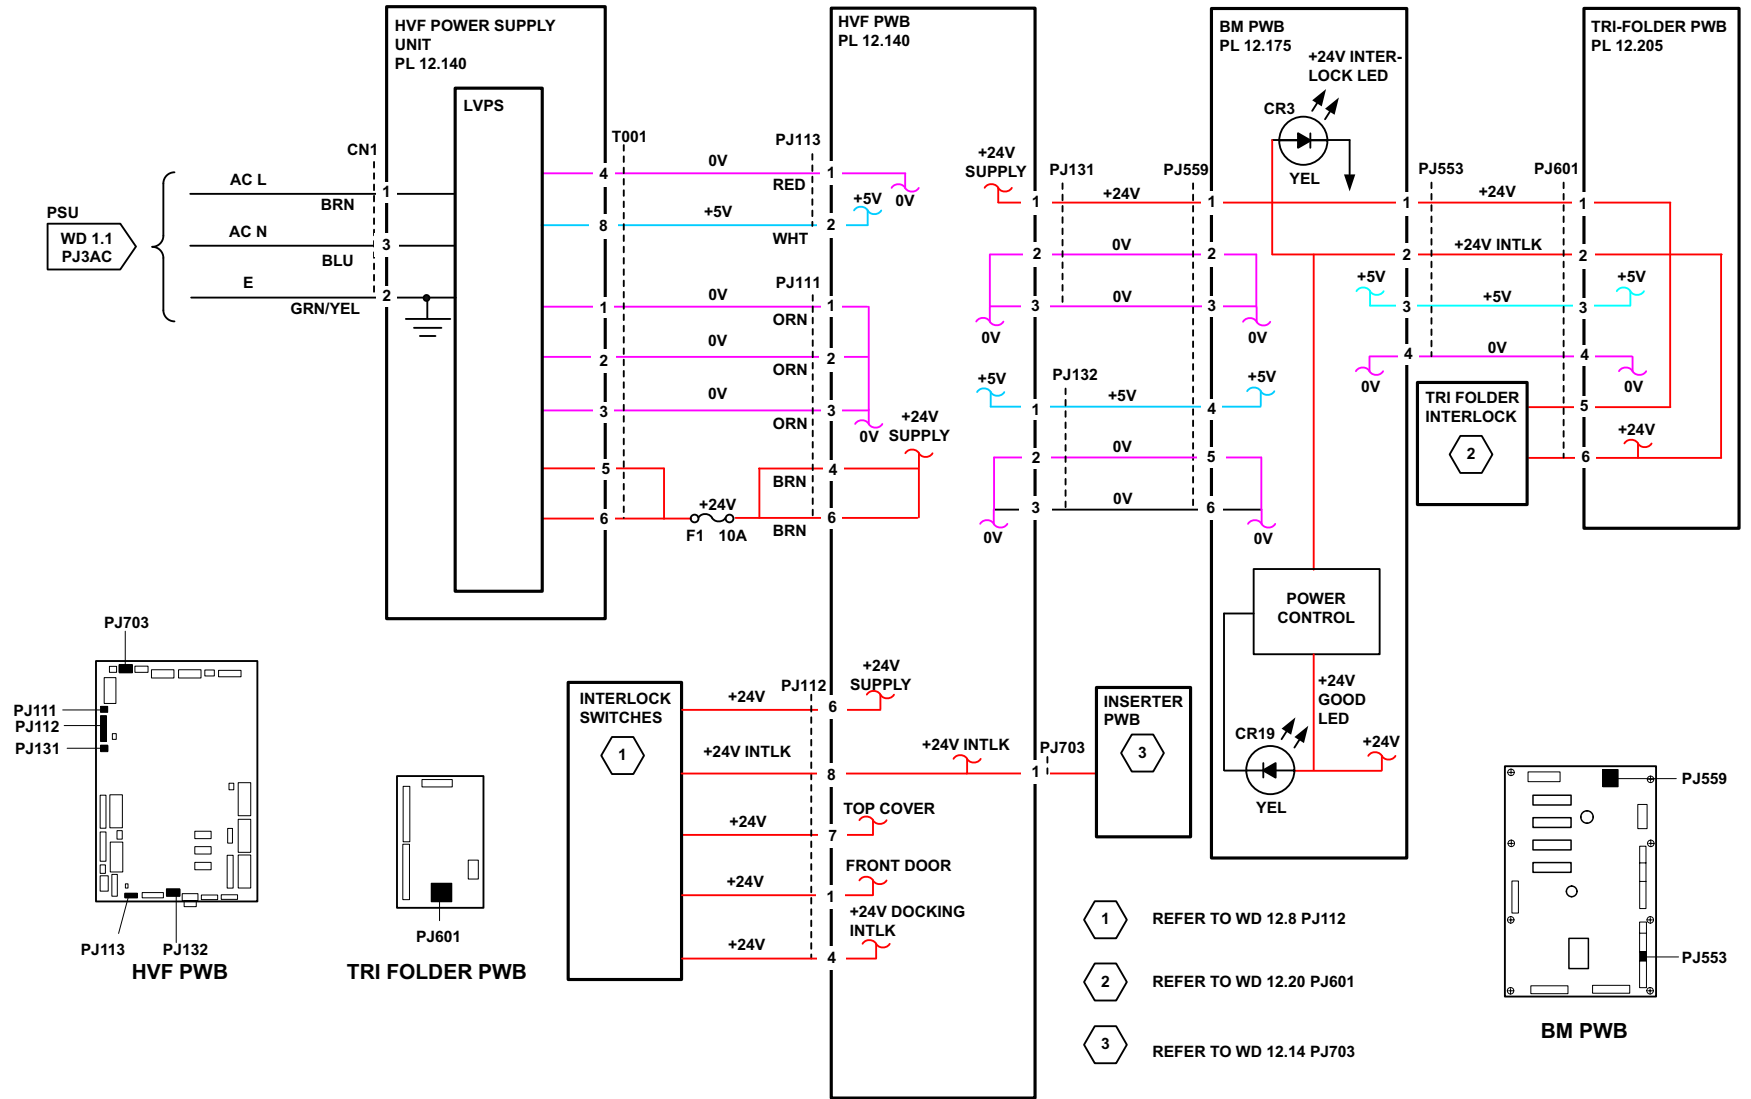 HVF POWER SUPPLY
UNIT
PL 12.140
LVPS
CN1
PSU
WD 1.1
PJ3AC
AC L
BRN
1
AC N
BLU
3
E
GRN/YEL
2
T001
PJ113
4
0V
RED
1
0V
8
+5V
WHT
2
+5V
PJ111
1
0V
ORN
1
2
0V
ORN
2
3
0V
ORN
3
0V
+24V
SUPPLY
5
BRN
4
6
+24V
F1 10A
BRN
6
HVF PWB
PL 12.140
+24V
SUPPLY
PJ131
PJ559
1
+24V
1
2
0V
2
3
0V
3
0V
0V
+5V
PJ132
+5V
1
+5V
4
2
0V
5
3
0V
6
0V
0V
BM PWB
PL 12.175
+24V INTER-
LOCK LED
CR3
YEL
PJ553
PJ601
1
+24V
1
2
+24V INTLK
2
+5V
3
+5V
3
+5V
4
0V
4
0V
0V
TRI-FOLDER PWB
PL 12.205
TRI FOLDER
INTERLOCK
2
5
+24V
6
POWER
CONTROL
+24V
GOOD
LED
CR19
YEL
+24V
INTERLOCK
SWITCHES
1
PJ112
+24V
6
+24V
SUPPLY
+24V INTLK
8
+24V INTLK
1
PJ703
+24V
7
TOP COVER
+24V
1
FRONT DOOR
+24V
4
+24V DOCKING
INTLK
INSERTER
PWB
3
1 REFER TO WD 12.8 PJ112
2 REFER TO WD 12.20 PJ601
3 REFER TO WD 12.14 PJ703
PJ703
PJ111
PJ112
PJ131
PJ113
PJ132
HVF PWB
PJ601
TRI FOLDER PWB
PJ559
PJ553
BM PWB